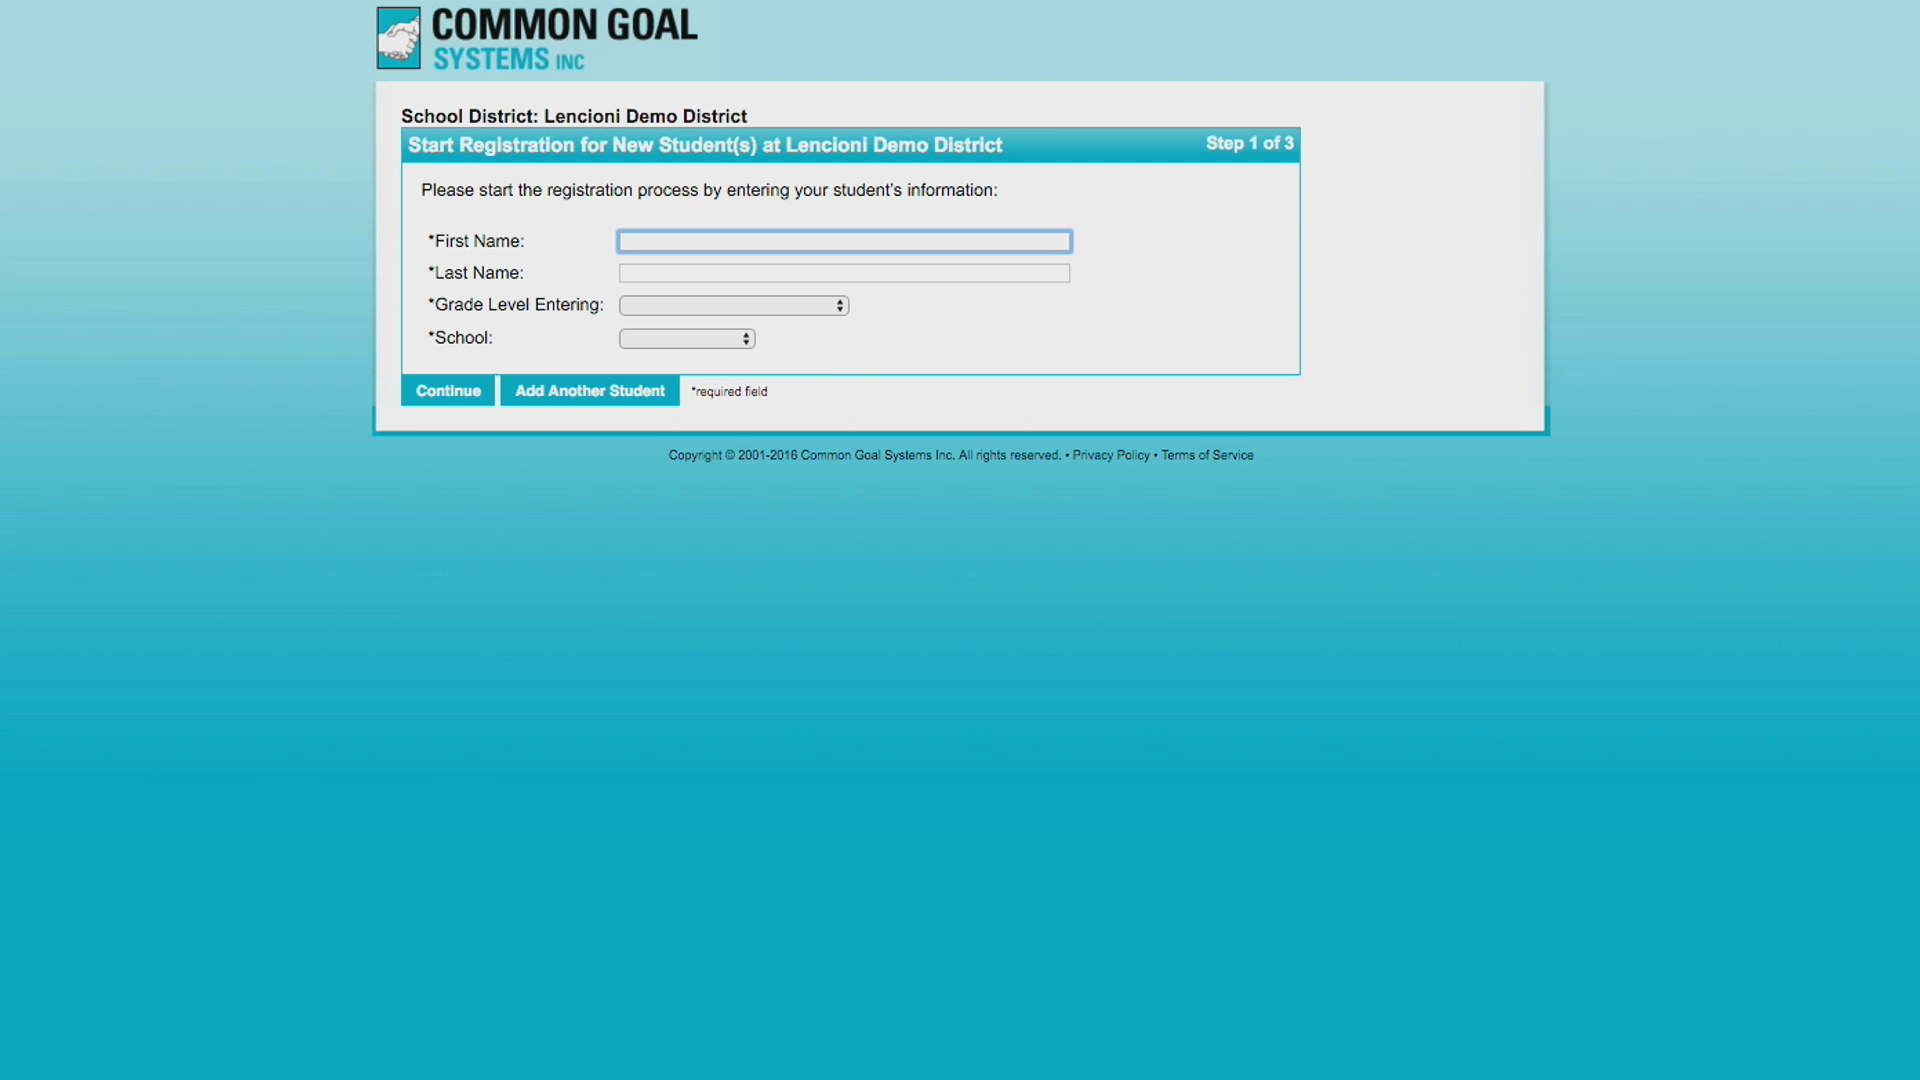 COMMON GOAL
SYSTEMS INC
School District: Lencioni Demo District
Start Registration for New Student(s) at Lencioni Demo District
Step 1 of 3
Please start the registration process by entering your student's information:
*First Name:
*Last Name:
*Grade Level Entering:
*School:
Continue
Add Another Student
*required field
Copyright © 2001-2016 Common Goal Systems Inc. All rights reserved. • Privacy Policy • Terms of Service